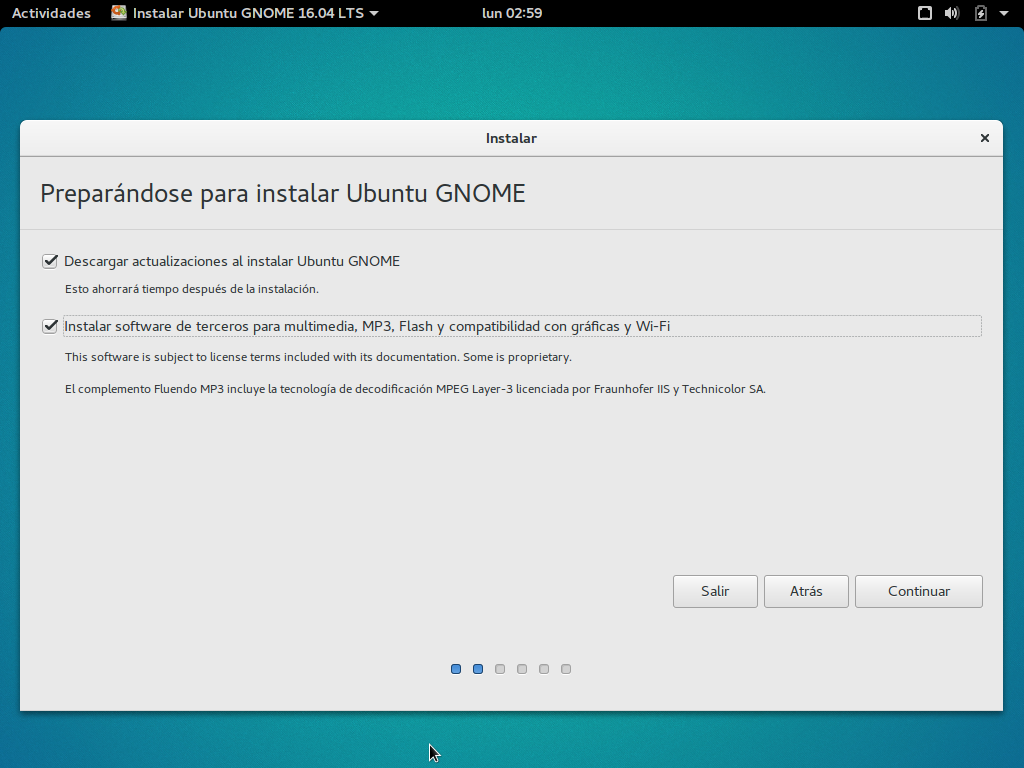 Actividades Instalar Ubuntu GNOME 16.04 LTS lun 02:59
Instalar
Preparándose para instalar Ubuntu GNOME
Descargar actualizaciones al instalar Ubuntu GNOME
Esto ahorrará tiempo después de la instalación.
Instalar software de terceros para multimedia, MP3, Flash y compatibilidad con gráficas y Wi-Fi
This software is subject to license terms included with its documentation. Some is proprietary.
El complemento Fluendo MP3 incluye la tecnología de decodificación MPEG Layer-3 licenciada por Fraunhofer IIS y Technicolor SA.
Salir Atrás Continuar